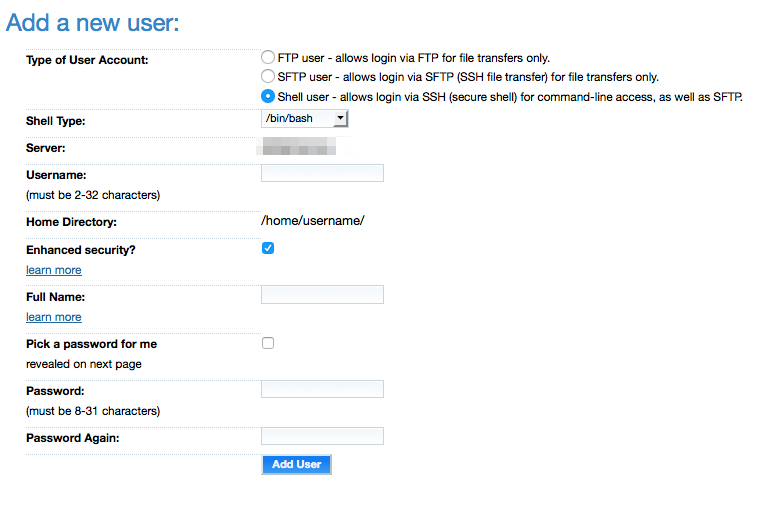 Add a new user:
Type of User Account:
FTP user - allows login via FTP for file transfers only.
SFTP user - allows login via SFTP (SSH file transfer) for file transfers only.
Shell user - allows login via SSH (secure shell) for command-line access, as well as SFTP.
Shell Type:
/bin/bash
Server:
Username:
(must be 2-32 characters)
Home Directory:
/home/username/
Enhanced security?
learn more
Full Name:
learn more
Pick a password for me
revealed on next page
Password:
(must be 8-31 characters)
Password Again:
Add User